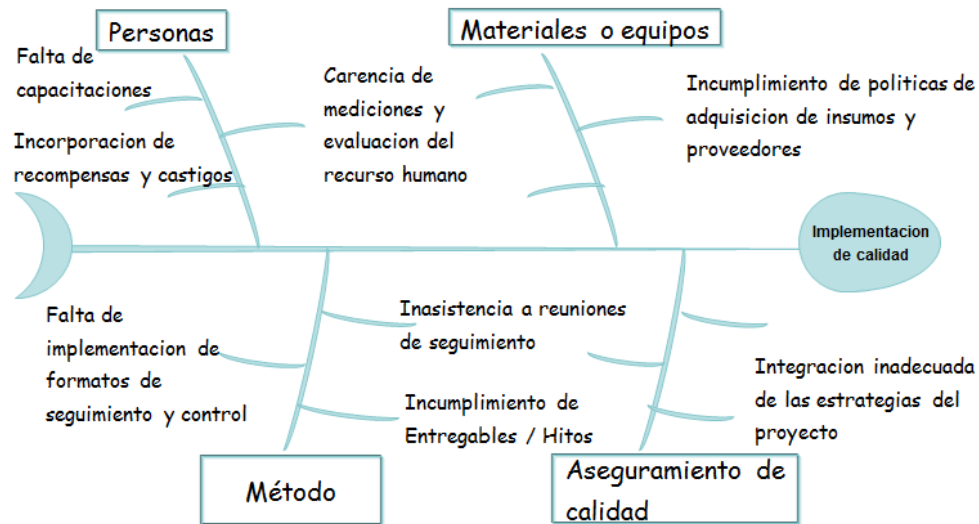 Personas
Materiales o equipos
Falta de
capacitaciones
Incorporacion de
recompensas y castigos
Carencia de
mediciones y
evaluacion del
recurso humano
Incumplimiento de politicas de
adquisicion de insumos y
proveedores
Implementacion
de calidad
Falta de
implementacion de
formatos de
seguimiento y control
Inasistencia a reuniones
de seguimiento
Incumplimiento de
Entregables / Hitos
Integracion inadecuada
de las estrategias del
proyecto
Método
Aseguramiento de
calidad